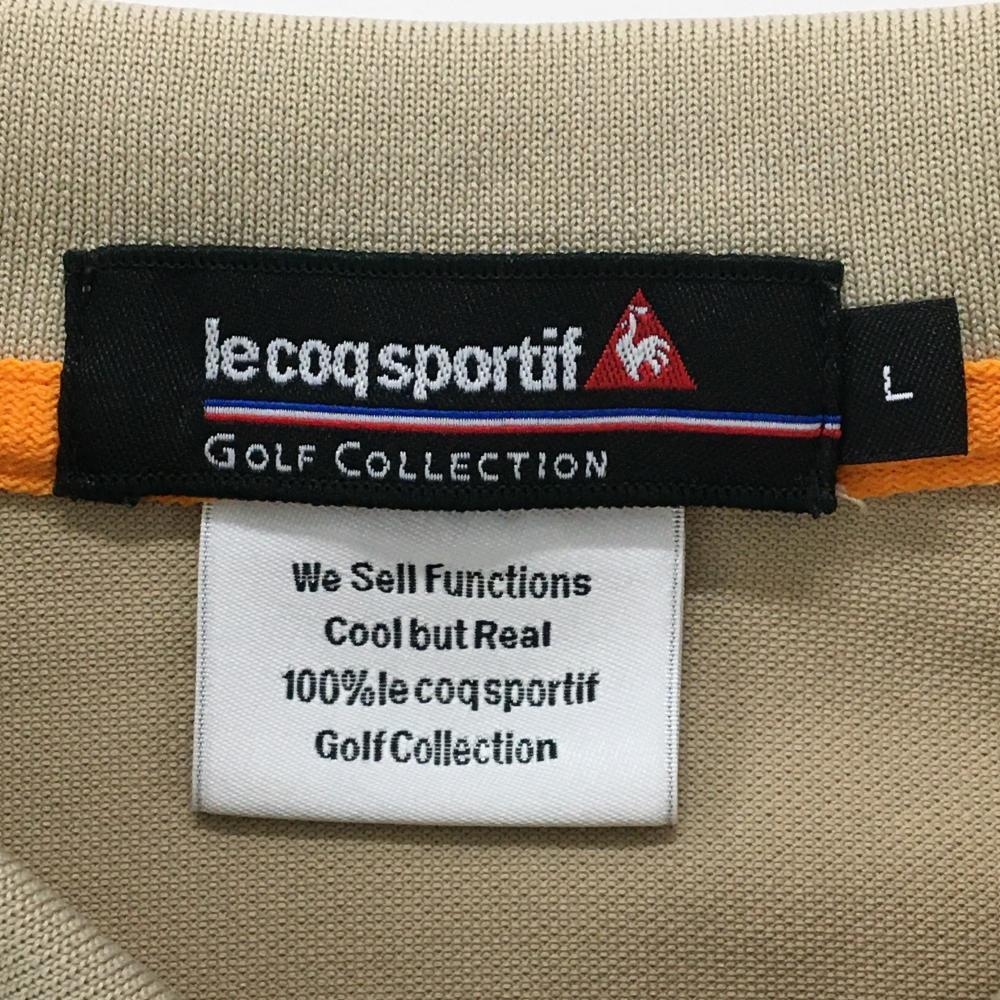 le coq sportif
GOLF COLLECTION
L
We Sell Functions
Cool but Real
100% le coq sportif
Golf Collection